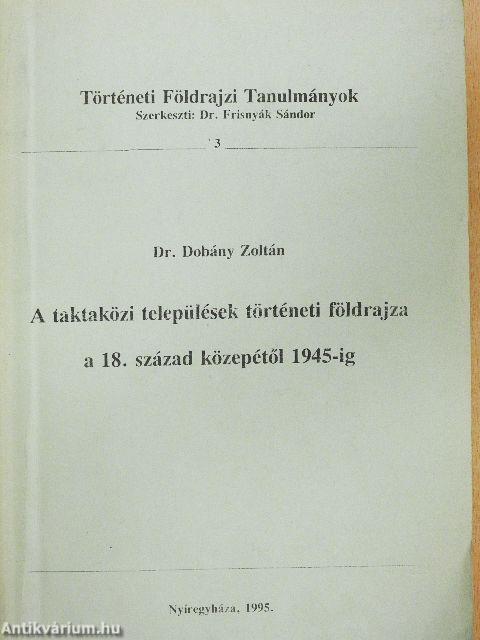 Történeti Földrajzi Tanulmányok
Szerkeszti: Dr. Frisnyák Sándor
3
Dr. Dobány Zoltán
A taktaközi települések történeti földrajza
a 18. század közepétől 1945-ig
Nyíregyháza, 1995.
Antikvárium.hu